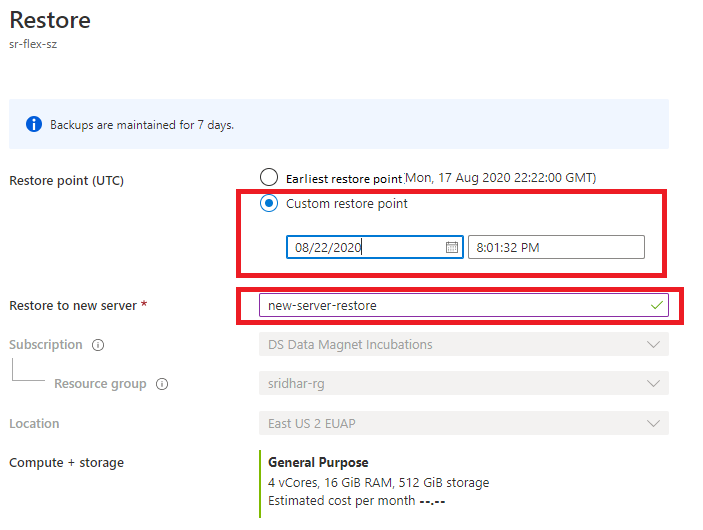 Restore
sr-flex-sz
Backups are maintained for 7 days.
Restore point (UTC)
Earliest restore point (Mon, 17 Aug 2020 22:22:00 GMT)
Custom restore point
08/22/2020
8:01:32 PM
Restore to new server *
new-server-restore
Subscription
DS Data Magnet Incubations
Resource group
sridhar-rg
Location
East US 2 EUAP
Compute + storage
General Purpose
4 vCores, 16 GiB RAM, 512 GiB storage
Estimated cost per month --.--